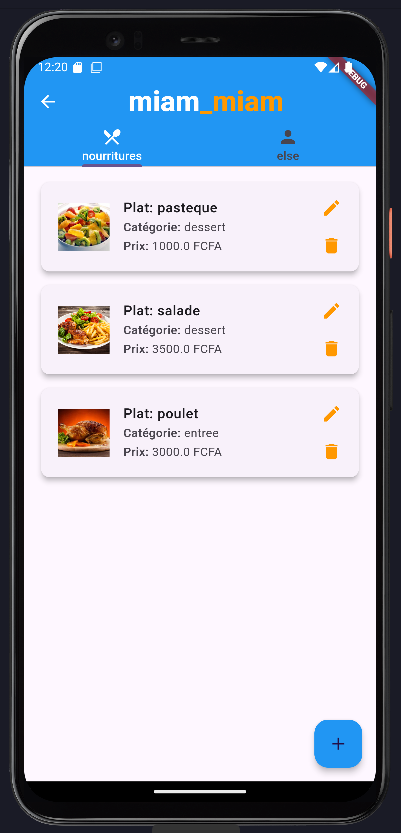 12:20
DEBUG
miam_miam
nourritures
else
Plat: pasteque
Catégorie: dessert
Prix: 1000.0 FCFA
Plat: salade
Catégorie: dessert
Prix: 3500.0 FCFA
Plat: poulet
Catégorie: entree
Prix: 3000.0 FCFA
+